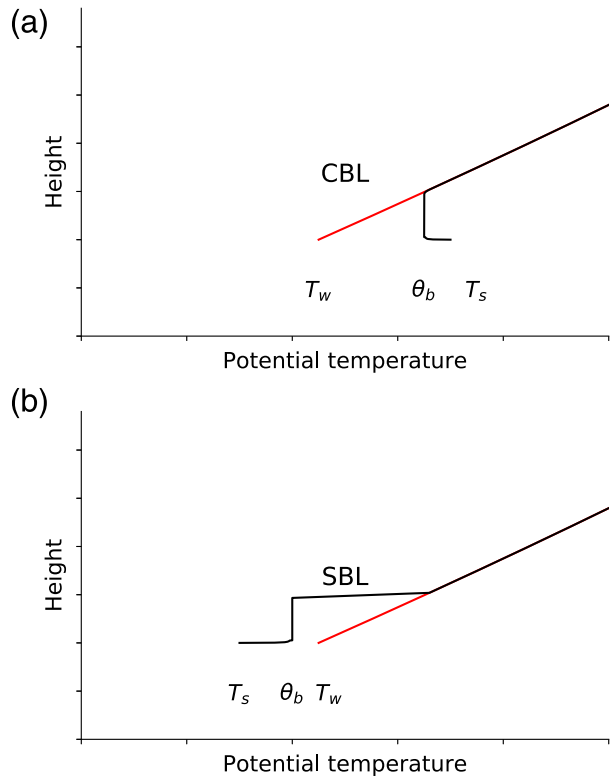 (a)
Height
CBL
T_w θ_b T_s
Potential temperature
(b)
Height
SBL
T_s θ_b T_w
Potential temperature